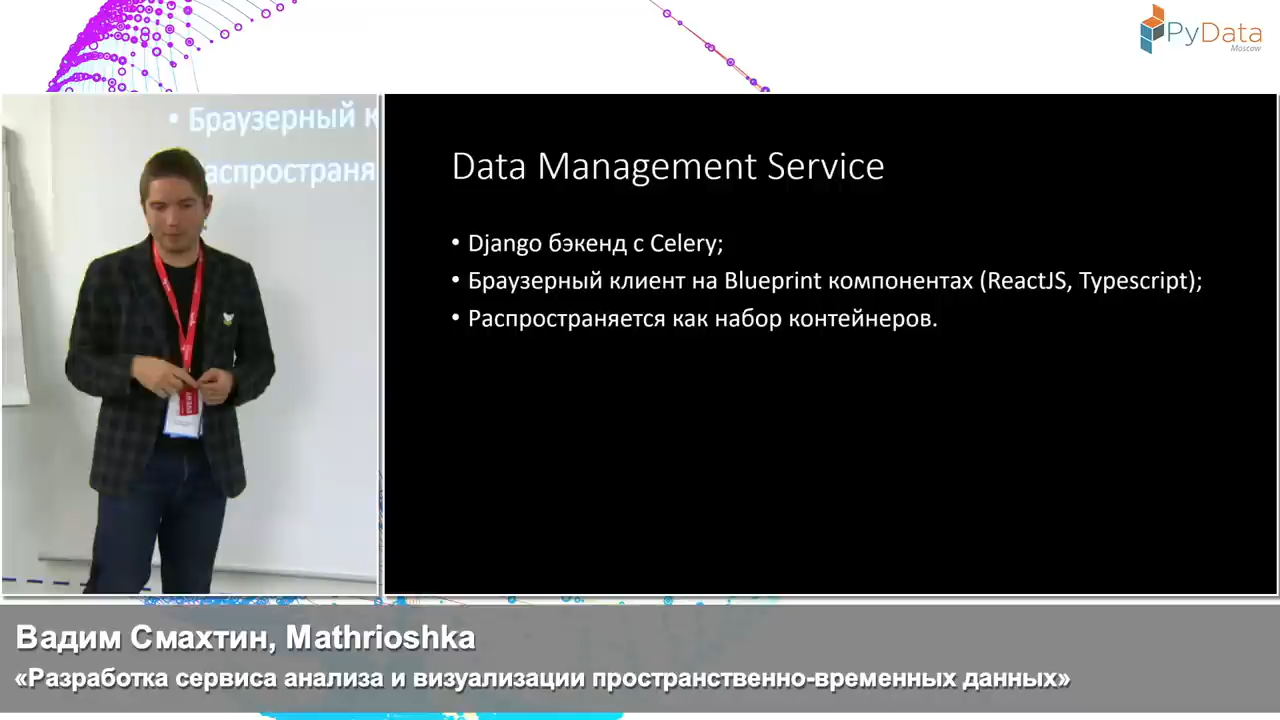 PyData
Moscow
• Браузерный к
аспространя
Data Management Service
• Django бэкенд с Celery;
• Браузерный клиент на Blueprint компонентах (ReactJS, Typescript);
• Распространяется как набор контейнеров.
Вадим Смахтин, Mathrioshka
«Разработка сервиса анализа и визуализации пространственно-временных данных»